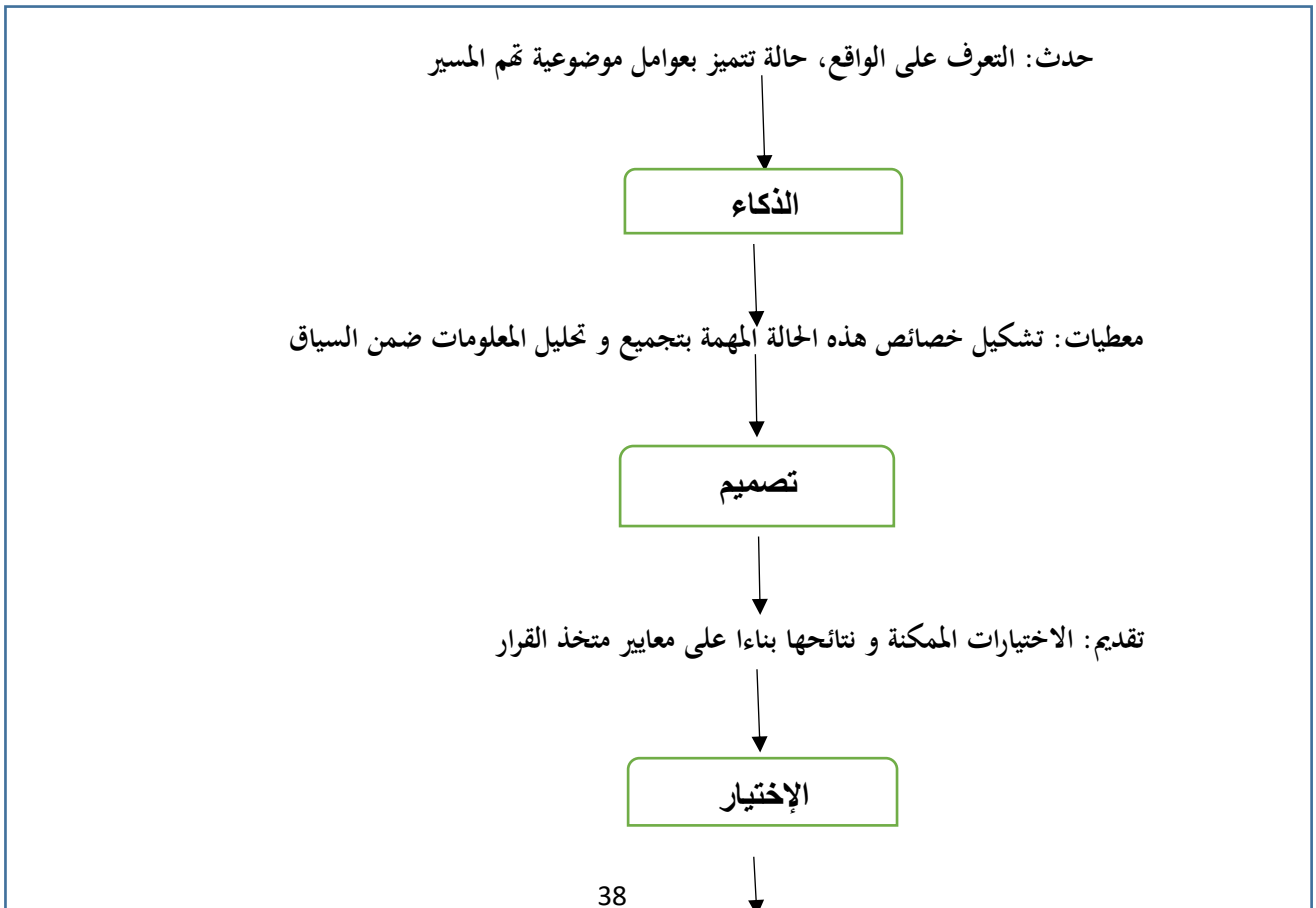 حدث: التعرف على الواقع، حالة تتميز بعوامل موضوعية تهم المسير
الذكاء
معطيات: تشكيل خصائص هذه الحالة المهمة بتجميع و تحليل المعلومات ضمن السياق
تصميم
تقديم: الاختيارات الممكنة و نتائحها بناءا على معايير متخذ القرار
الإختيار
38